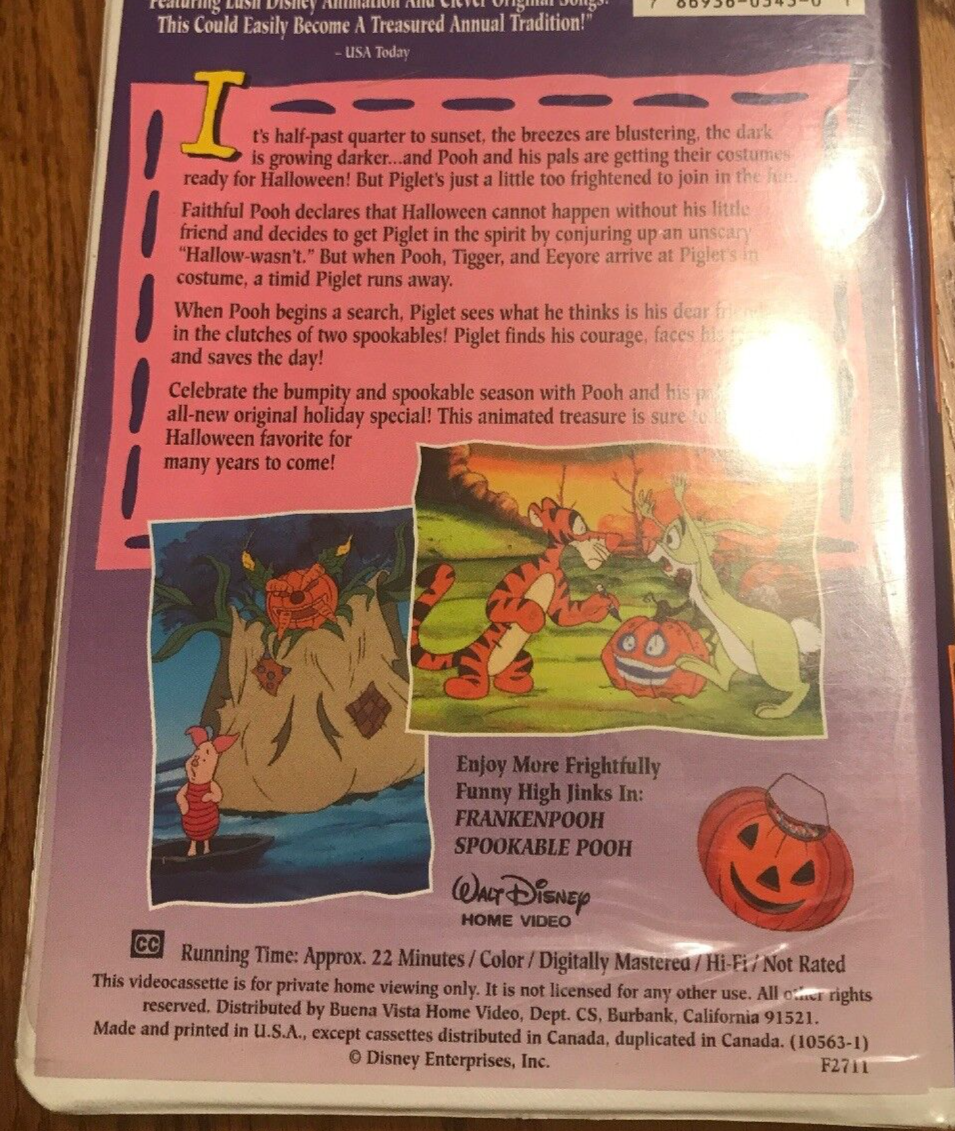 Featuring Lush Disney Animation And Clever Original Songs!
This Could Easily Become A Treasured Annual Tradition!"
– USA Today
It's half-past quarter to sunset, the breezes are blustering, the dark
is growing darker...and Pooh and his pals are getting their costumes
ready for Halloween! But Piglet's just a little too frightened to join in the fun.
Faithful Pooh declares that Halloween cannot happen without his little
friend and decides to get Piglet in the spirit by conjuring up an unscary
"Hallow-wasn't." But when Pooh, Tigger, and Eeyore arrive at Piglet's in
costume, a timid Piglet runs away.
When Pooh begins a search, Piglet sees what he thinks is his dear friend
in the clutches of two spookables! Piglet finds his courage, faces his
and saves the day!
Celebrate the bumpity and spookable season with Pooh and his
all-new original holiday special! This animated treasure is sure to
Halloween favorite for
many years to come!
Enjoy More Frightfully
Funny High Jinks In:
FRANKENPOOH
SPOOKABLE POOH
Walt Disney
HOME VIDEO
CC Running Time: Approx. 22 Minutes / Color / Digitally Mastered / Hi-Fi / Not Rated
This videocassette is for private home viewing only. It is not licensed for any other use. All other rights
reserved. Distributed by Buena Vista Home Video, Dept. CS, Burbank, California 91521.
Made and printed in U.S.A., except cassettes distributed in Canada, duplicated in Canada. (10563-1)
© Disney Enterprises, Inc.
F2711